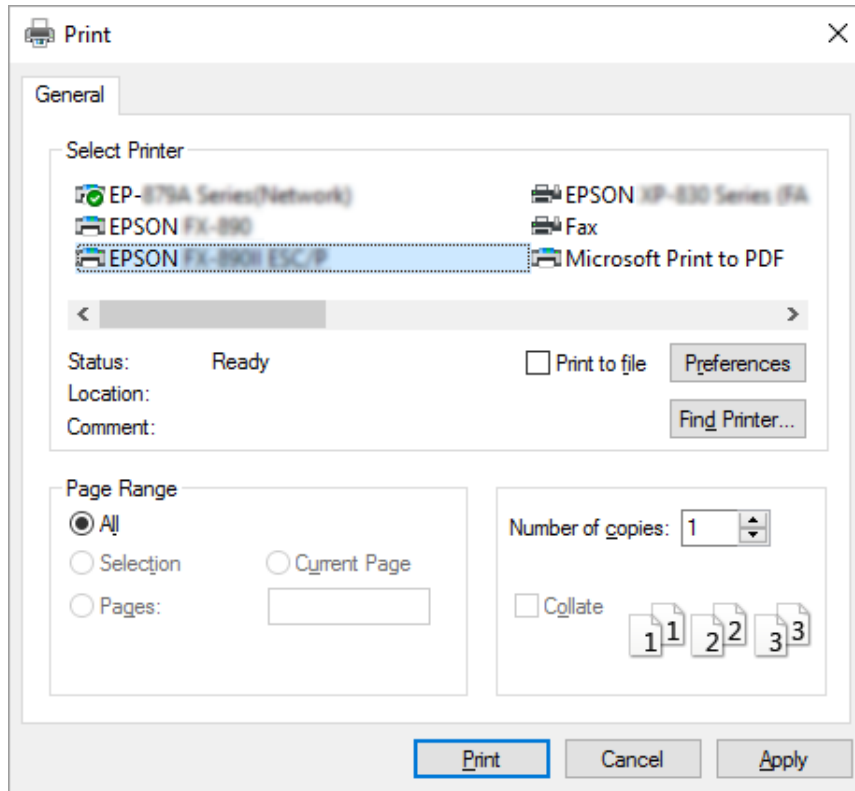 Print
General
Select Printer
EP-
EPSON
EPSON
EPSON
Fax
Microsoft Print to PDF
Status: Ready
Location:
Comment:
Print to file
Preferences
Find Printer...
Page Range
All
Selection
Current Page
Pages:
Number of copies: 1
Collate
1 1 2 2 3 3
Print Cancel Apply